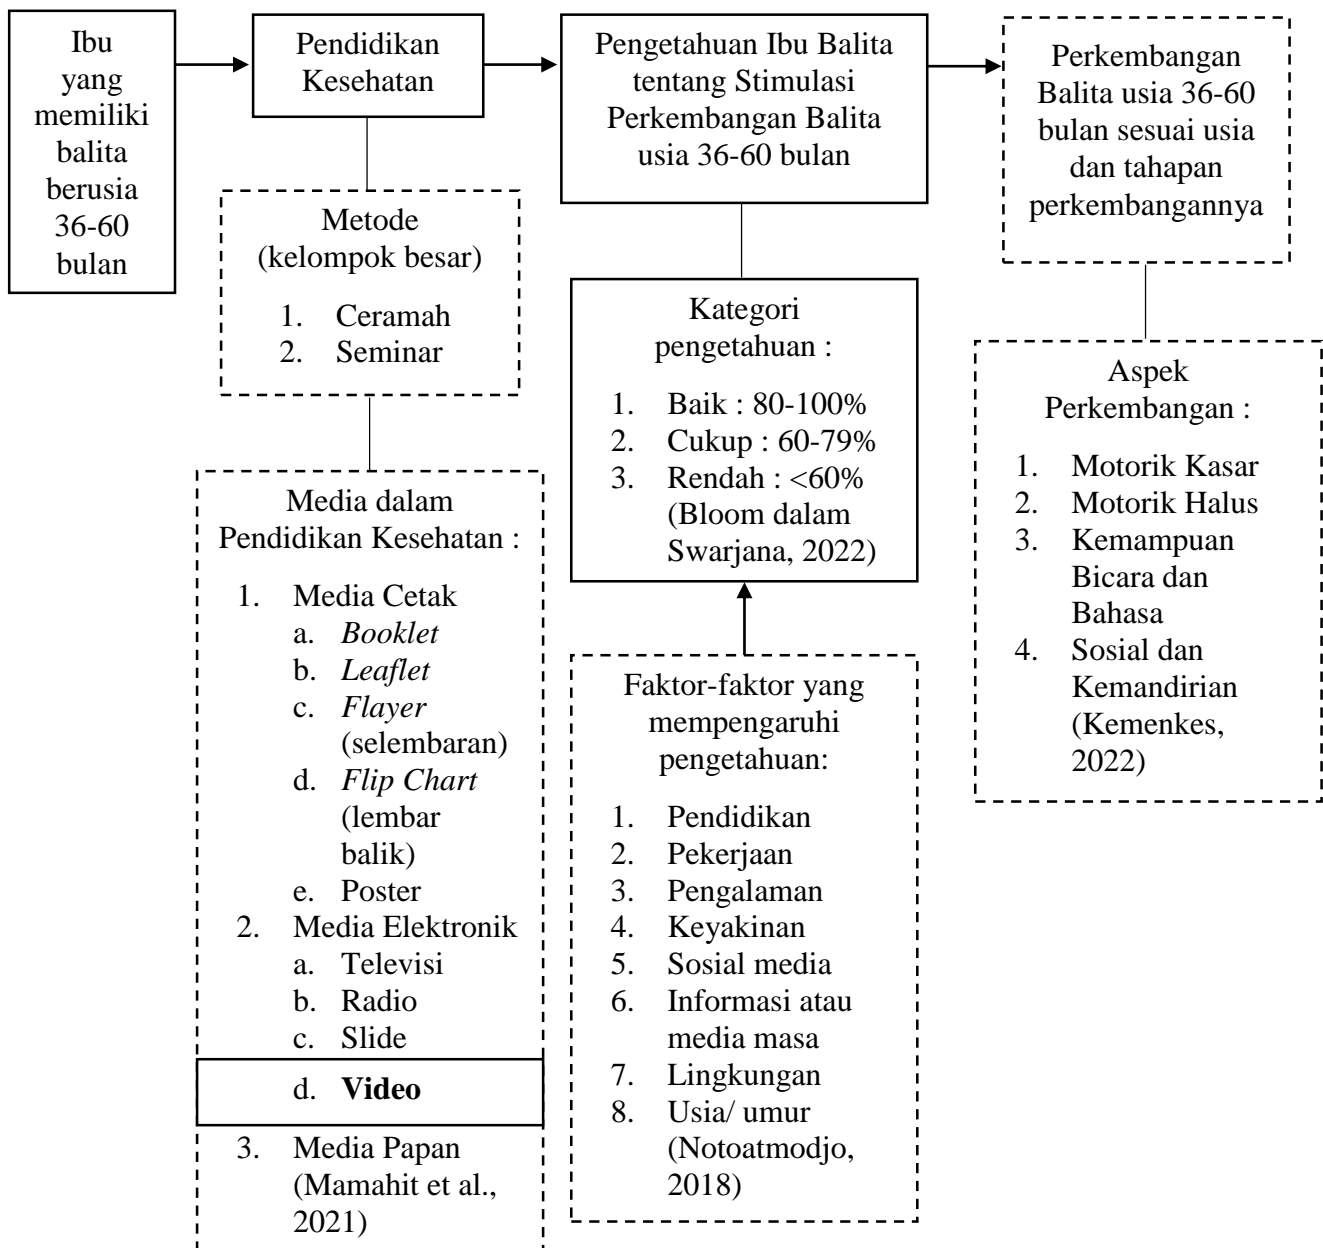 Ibu
yang
memiliki
balita
berusia
36-60
bulan
Pendidikan
Kesehatan
Pengetahuan Ibu Balita
tentang Stimulasi
Perkembangan Balita
usia 36-60 bulan
Perkembangan
Balita usia 36-60
bulan sesuai usia
dan tahapan
perkembangannya
Metode
(kelompok besar)
1. Ceramah
2. Seminar
Media dalam
Pendidikan Kesehatan :
1. Media Cetak
a. Booklet
b. Leaflet
c. Flayer
(selembaran)
d. Flip Chart
(lembar
balik)
e. Poster
2. Media Elektronik
a. Televisi
b. Radio
c. Slide
d. Video
3. Media Papan
(Mamahit et al.,
2021)
Kategori
pengetahuan :
1. Baik : 80-100%
2. Cukup : 60-79%
3. Rendah : <60%
(Bloom dalam
Swarjana, 2022)
Faktor-faktor yang
mempengaruhi
pengetahuan:
1. Pendidikan
2. Pekerjaan
3. Pengalaman
4. Keyakinan
5. Sosial media
6. Informasi atau
media masa
7. Lingkungan
8. Usia/ umur
(Notoatmodjo,
2018)
Aspek
Perkembangan :
1. Motorik Kasar
2. Motorik Halus
3. Kemampuan
Bicara dan
Bahasa
4. Sosial dan
Kemandirian
(Kemenkes,
2022)